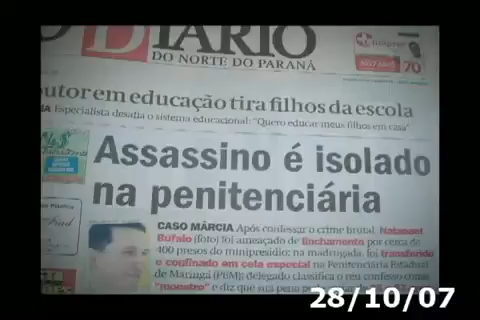 O DIÁRIO
DO NORTE DO PARANÁ
70
utor em educação tira filhos da escola
Especialista desafia o sistema educacional: "Quero educar meus filhos em casa"
Assassino é isolado
na penitenciária
CASO MÁRCIA Após confessar o crime brutal, Natanael
Bufalo (foto) foi ameaçado de linchamento por cerca de
400 presos do minipresídio; na madrugada, foi transferido
e confinado em cela especial na Penitenciária Estadual
de Maringá (PEM); delegado classifica o réu confesso como
"monstro" e diz que sua pena
28/10/07